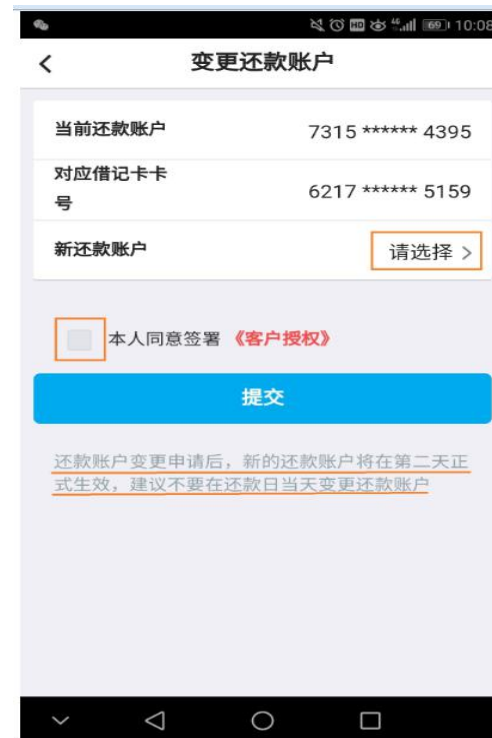 46 69 10:08
变更还款账户
当前还款账户 7315 ****** 4395
对应借记卡卡
号
6217 ****** 5159
新还款账户 请选择 >
本人同意签署 《客户授权》
提交
还款账户变更申请后，新的还款账户将在第二天正
式生效，建议不要在还款日当天变更还款账户